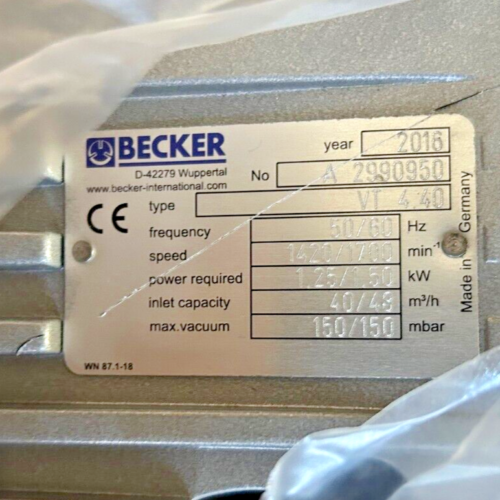 BECKER
D-42279 Wuppertal
www.becker-international.com
year 2016
No A 2990950
type VT 4.40
frequency 50/60 Hz
speed 1420/1700 min⁻¹
power required 1.25/1.50 kW
inlet capacity 40/48 m³/h
max.vacuum 150/150 mbar
CE
WN 87.1-18
Made in Germany